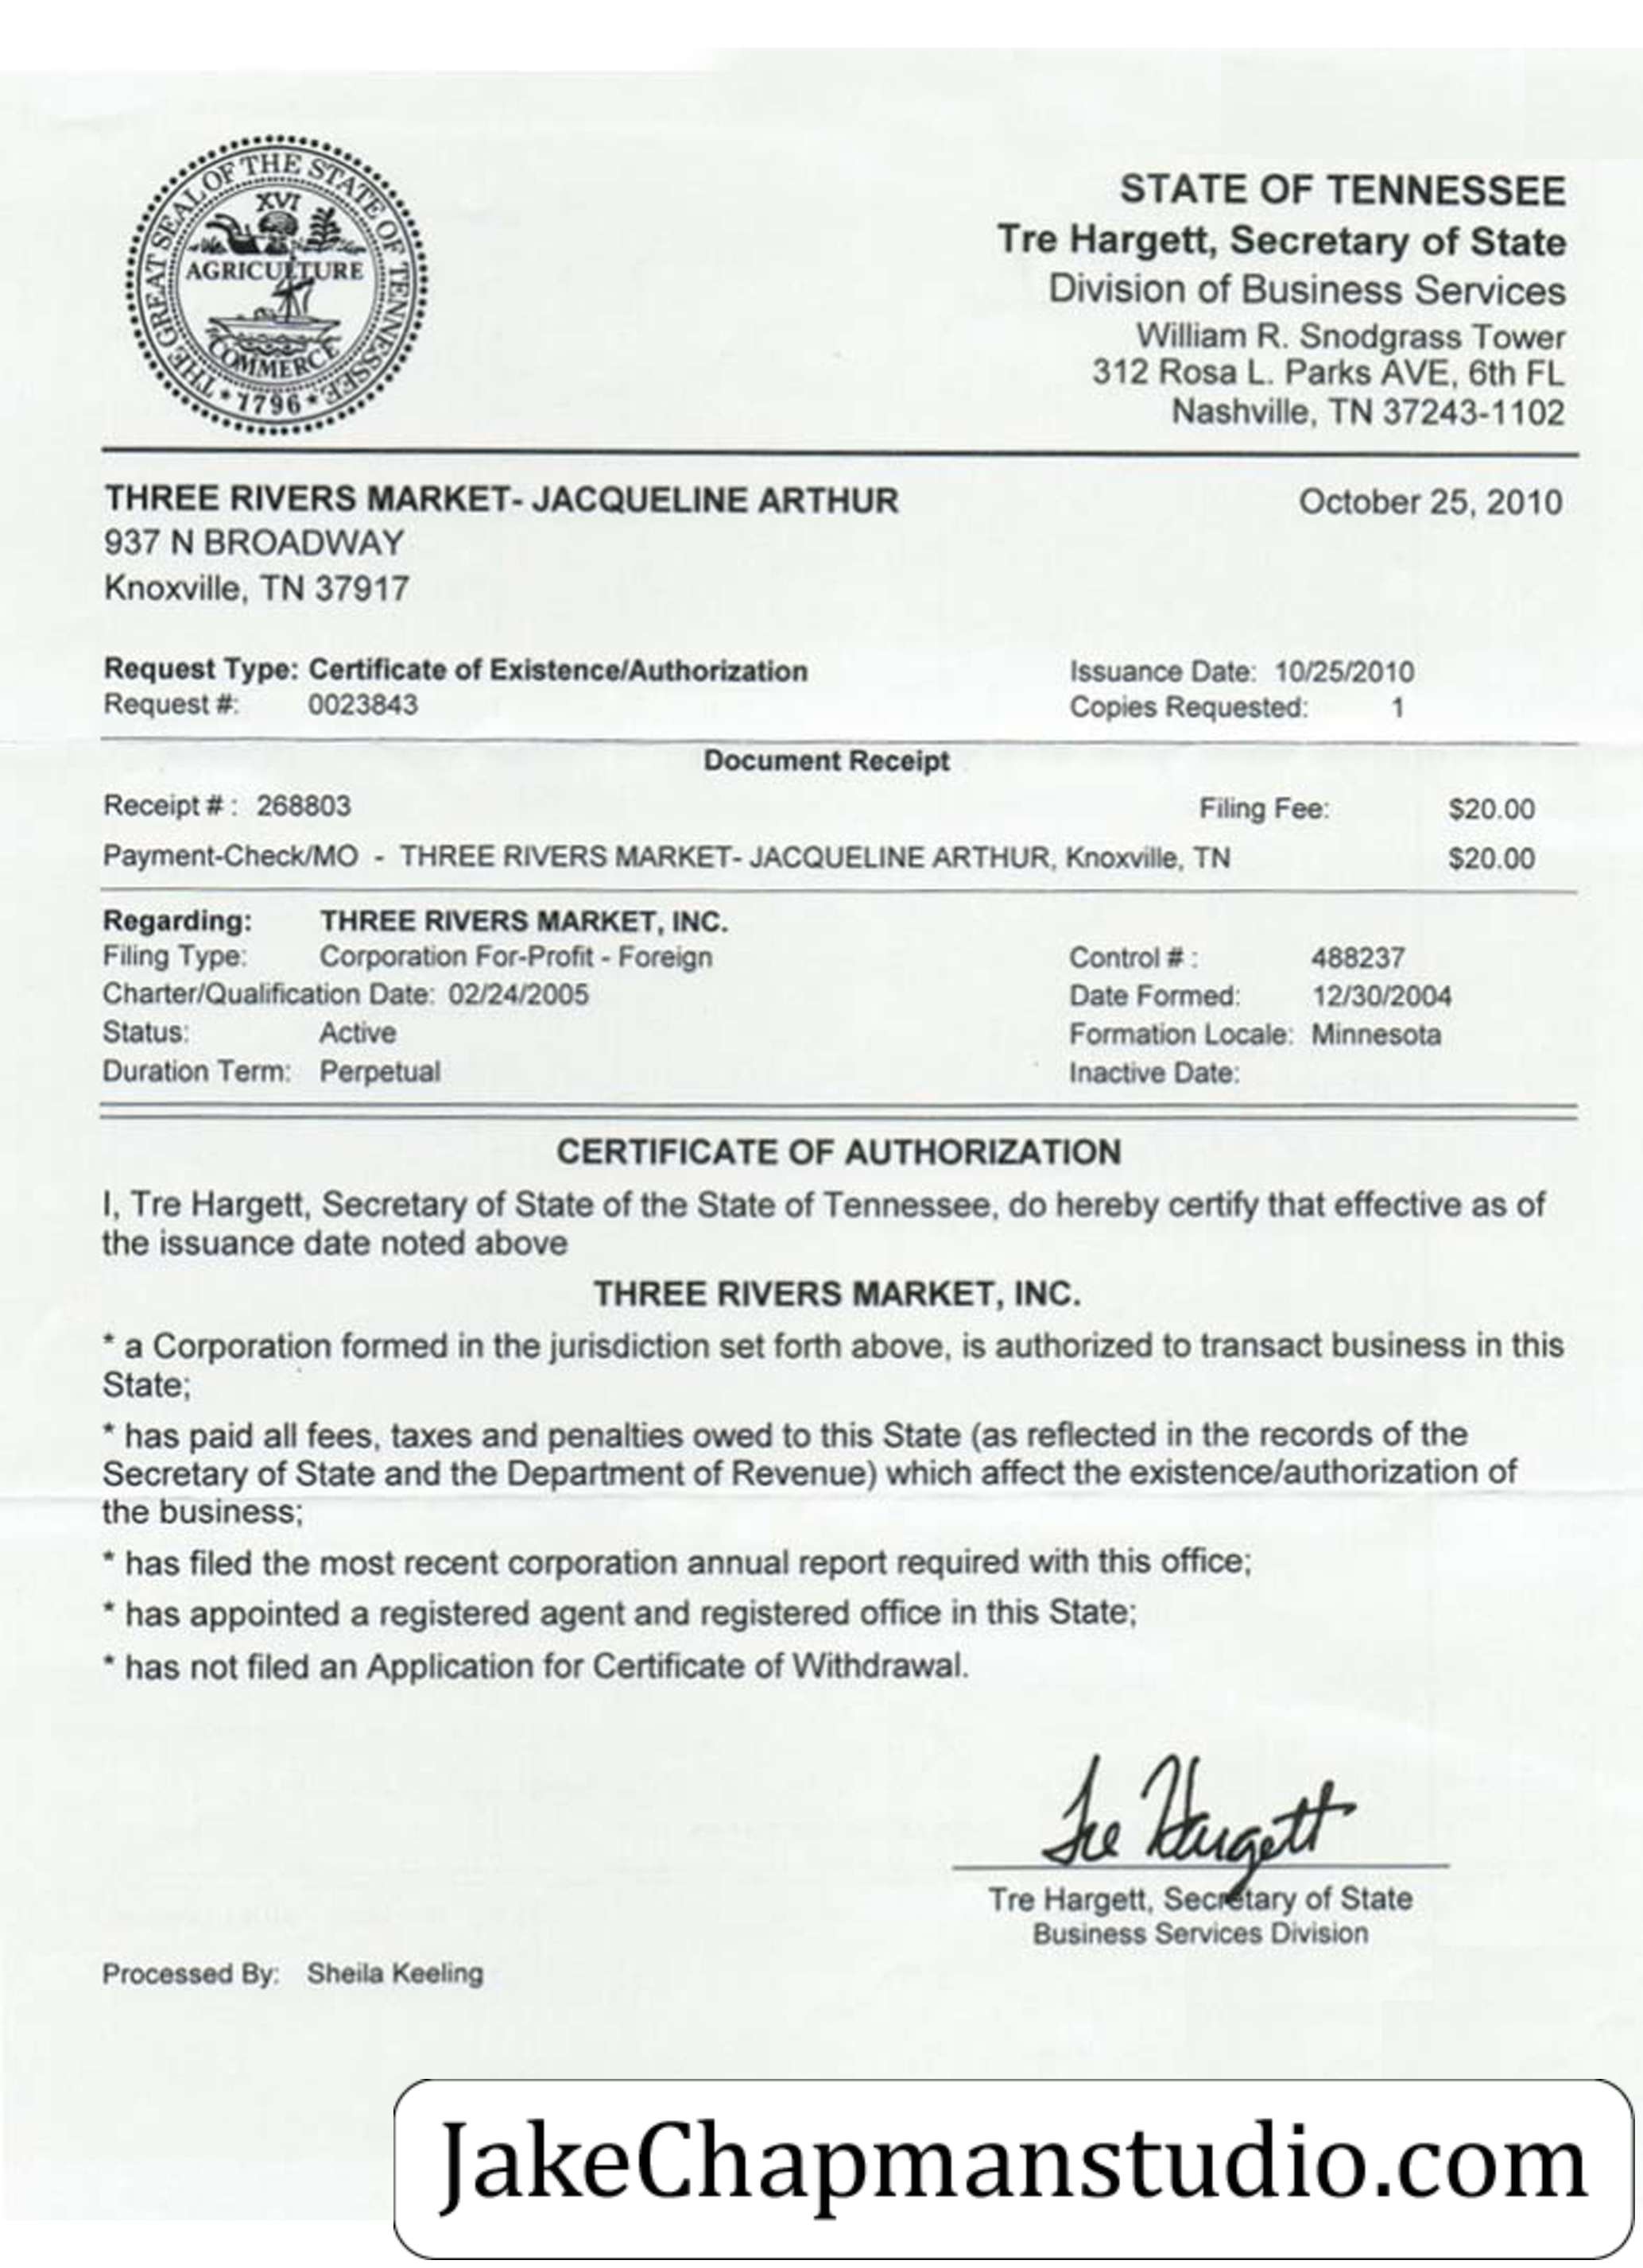 THE GREAT SEAL OF THE STATE OF TENNESSEE
XVI
AGRICULTURE
COMMERCE
1796
STATE OF TENNESSEE
Tre Hargett, Secretary of State
Division of Business Services
William R. Snodgrass Tower
312 Rosa L. Parks AVE, 6th FL
Nashville, TN 37243-1102
THREE RIVERS MARKET- JACQUELINE ARTHUR
October 25, 2010
937 N BROADWAY
Knoxville, TN 37917
Request Type: Certificate of Existence/Authorization
Issuance Date: 10/25/2010
Request #: 0023843
Copies Requested: 1
Document Receipt
Receipt # : 268803
Filing Fee: $20.00
Payment-Check/MO - THREE RIVERS MARKET- JACQUELINE ARTHUR, Knoxville, TN $20.00
Regarding: THREE RIVERS MARKET, INC.
Filing Type: Corporation For-Profit - Foreign
Control # : 488237
Charter/Qualification Date: 02/24/2005
Date Formed: 12/30/2004
Status: Active
Formation Locale: Minnesota
Duration Term: Perpetual
Inactive Date:
CERTIFICATE OF AUTHORIZATION
I, Tre Hargett, Secretary of State of the State of Tennessee, do hereby certify that effective as of
the issuance date noted above
THREE RIVERS MARKET, INC.
* a Corporation formed in the jurisdiction set forth above, is authorized to transact business in this
State;
* has paid all fees, taxes and penalties owed to this State (as reflected in the records of the
Secretary of State and the Department of Revenue) which affect the existence/authorization of
the business;
* has filed the most recent corporation annual report required with this office;
* has appointed a registered agent and registered office in this State;
* has not filed an Application for Certificate of Withdrawal.
Tre Hargett
Tre Hargett, Secretary of State
Business Services Division
Processed By: Sheila Keeling
JakeChapmanstudio.com